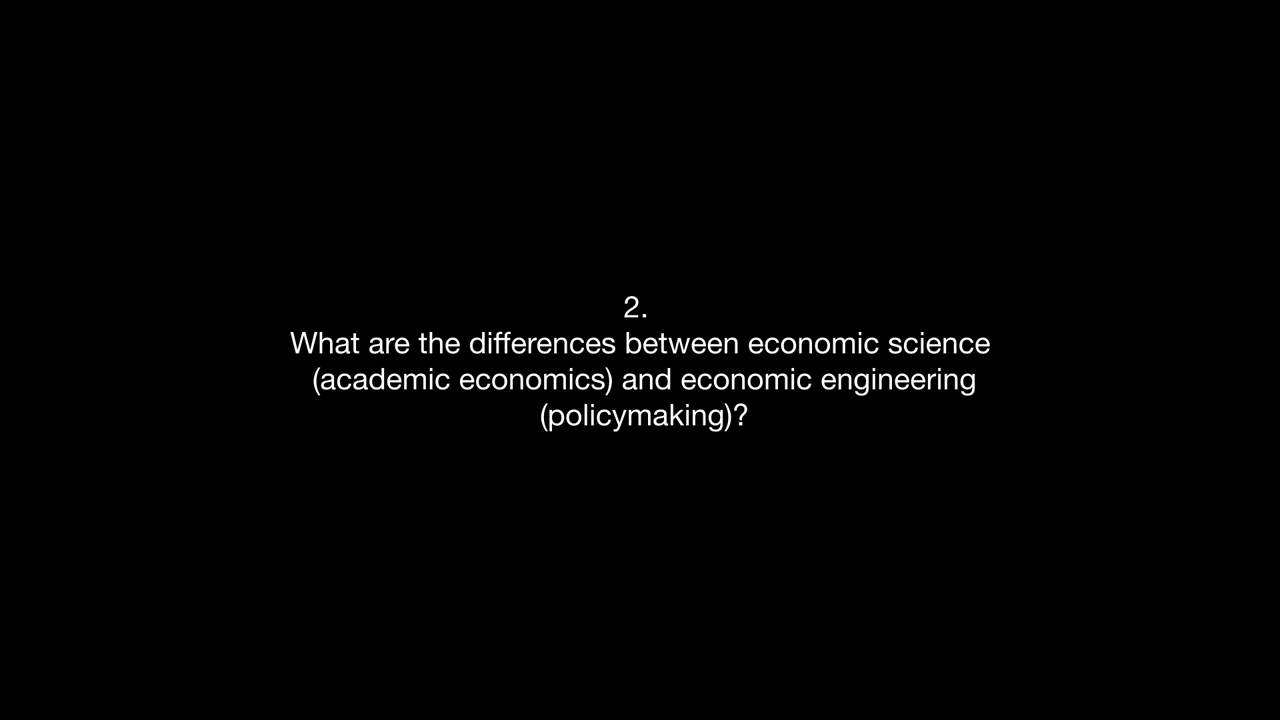 2.
What are the differences between economic science
(academic economics) and economic engineering
(policymaking)?